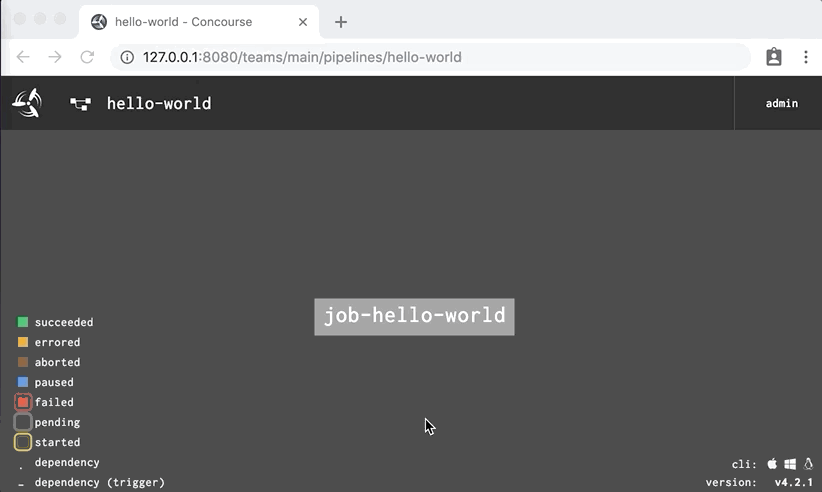 hello-world - Concourse
127.0.0.1:8080/teams/main/pipelines/hello-world
hello-world
admin
job-hello-world
succeeded
errored
aborted
paused
failed
pending
started
dependency
dependency (trigger)
cli:
version: v4.2.1